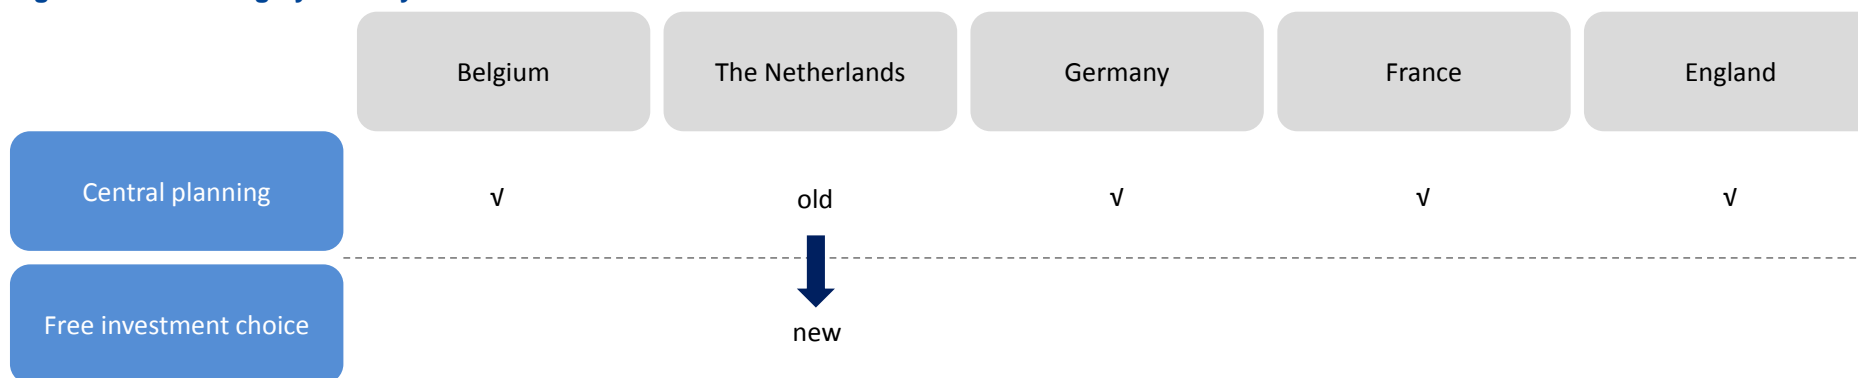 Belgium The Netherlands Germany France England
Central planning √ old √ √ √
Free investment choice new